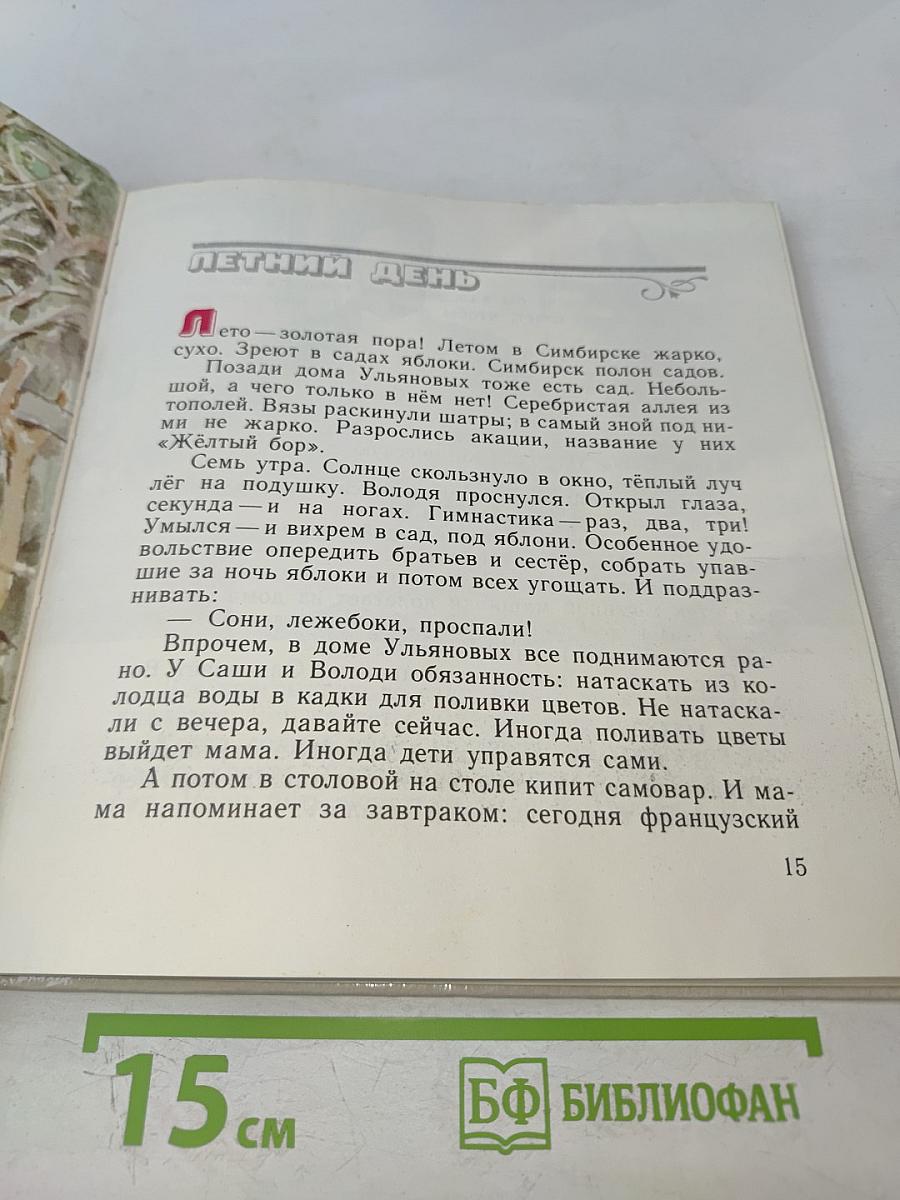 ЛЕТНИЙ ДЕНЬ
Лето — золотая пора! Летом в Симбирске жарко,
сухо. Зреют в садах яблоки. Симбирск полон садов.
Позади дома Ульяновых тоже есть сад. Неболь-
шой, а чего только в нём нет! Серебристая аллея из
тополей. Вязы раскинули шатры; в самый зной под ни-
ми не жарко. Разрослись акации, название у них
«Жёлтый бор».
Семь утра. Солнце скользнуло в окно, тёплый луч
лёг на подушку. Володя проснулся. Открыл глаза,
секунда — и на ногах. Гимнастика — раз, два, три!
Умылся — и вихрем в сад, под яблони. Особенное удо-
вольствие опередить братьев и сестёр, собрать упав-
шие за ночь яблоки и потом всех угощать. И поддраз-
нивать:
— Сони, лежебоки, проспали!
Впрочем, в доме Ульяновых все поднимаются ра-
но. У Саши и Володи обязанность: натаскать из ко-
лодца воды в кадки для поливки цветов. Не натаска-
ли с вечера, давайте сейчас. Иногда поливать цветы
выйдет мама. Иногда дети управятся сами.
А потом в столовой на столе кипит самовар. И ма-
ма напоминает за завтраком: сегодня французский
15
15 см
БФ БИБЛИОФАН